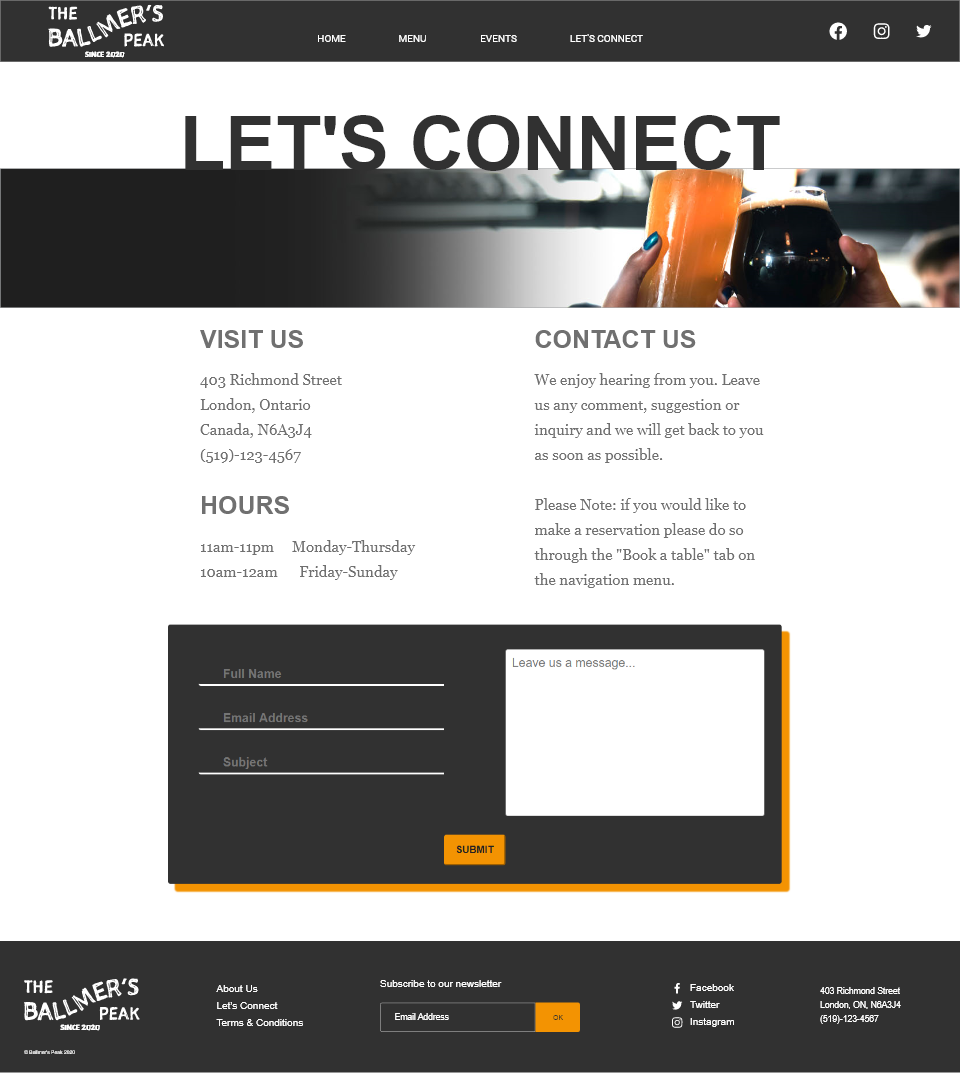 THE
BALLMER'S
PEAK
SINCE 2020
HOME MENU EVENTS LET'S CONNECT
LET'S CONNECT
VISIT US
403 Richmond Street
London, Ontario
Canada, N6A3J4
(519)-123-4567
HOURS
11am-11pm Monday-Thursday
10am-12am Friday-Sunday
CONTACT US
We enjoy hearing from you. Leave
us any comment, suggestion or
inquiry and we will get back to you
as soon as possible.
Please Note: if you would like to
make a reservation please do so
through the "Book a table" tab on
the navigation menu.
Full Name
Email Address
Subject
Leave us a message...
SUBMIT
THE
BALLMER'S
PEAK
SINCE 2020
© Ballmer's Peak 2020
About Us
Let's Connect
Terms & Conditions
Subscribe to our newsletter
Email Address OK
Facebook
Twitter
Instagram
403 Richmond Street
London, ON, N6A3J4
(519)-123-4567